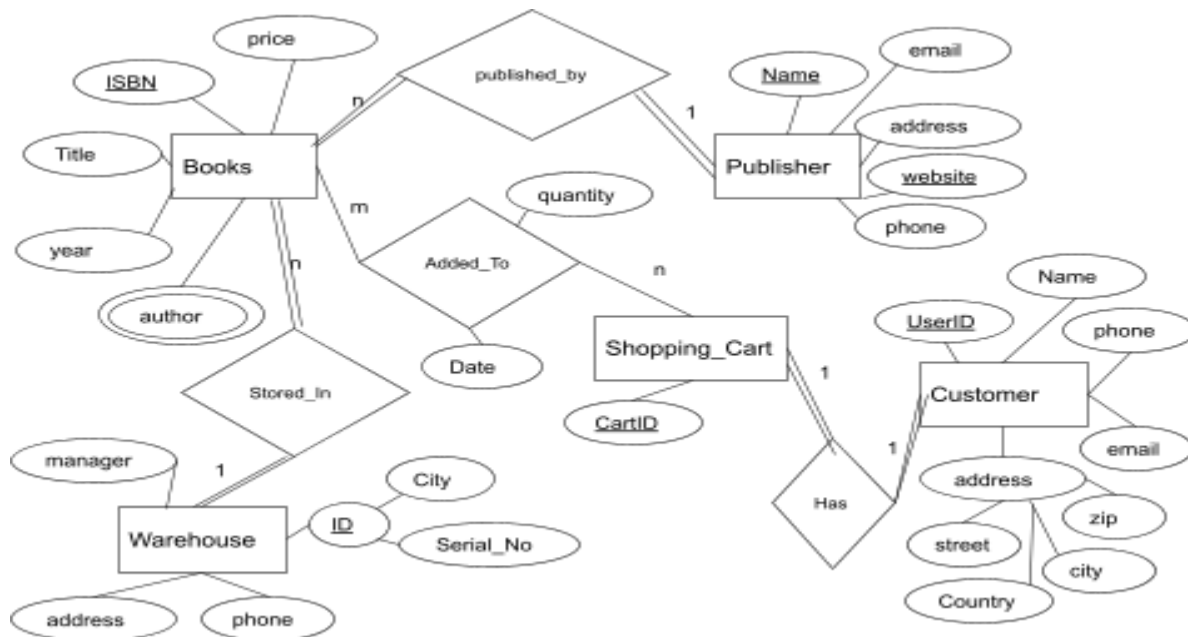 price
email
published_by
Name
ISBN
n
1
address
Title
Books
Publisher
website
quantity
m
phone
year
n
Added_To
n
Name
author
UserID
phone
Date
Shopping_Cart
1
Stored_In
Customer
CartID
1
email
manager
1
City
address
Has
zip
ID
Warehouse
Serial_No
street
city
Country
address
phone